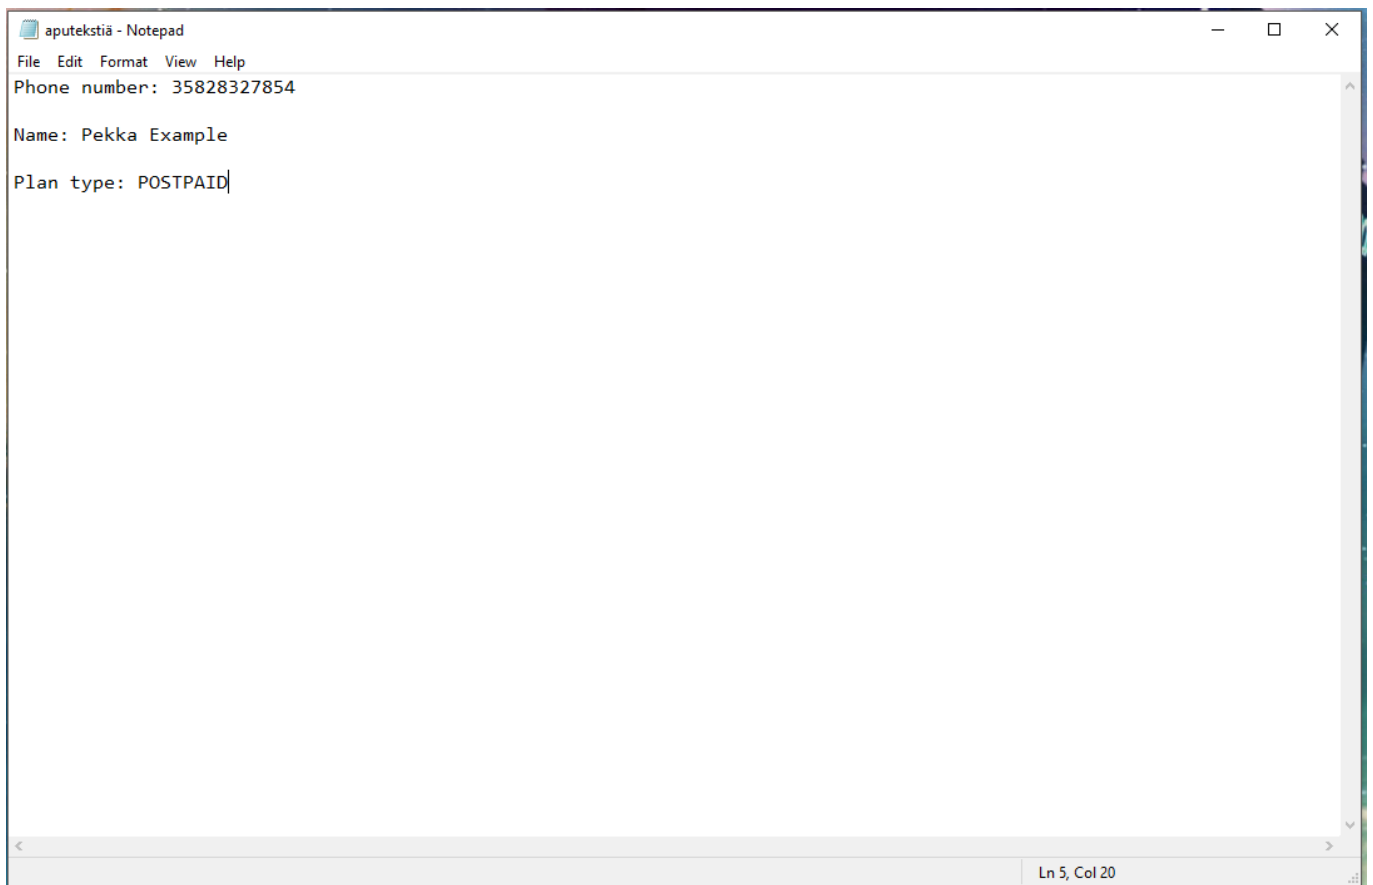 aputekstiä - Notepad
File Edit Format View Help
Phone number: 35828327854
Name: Pekka Example
Plan type: POSTPAID
Ln 5, Col 20